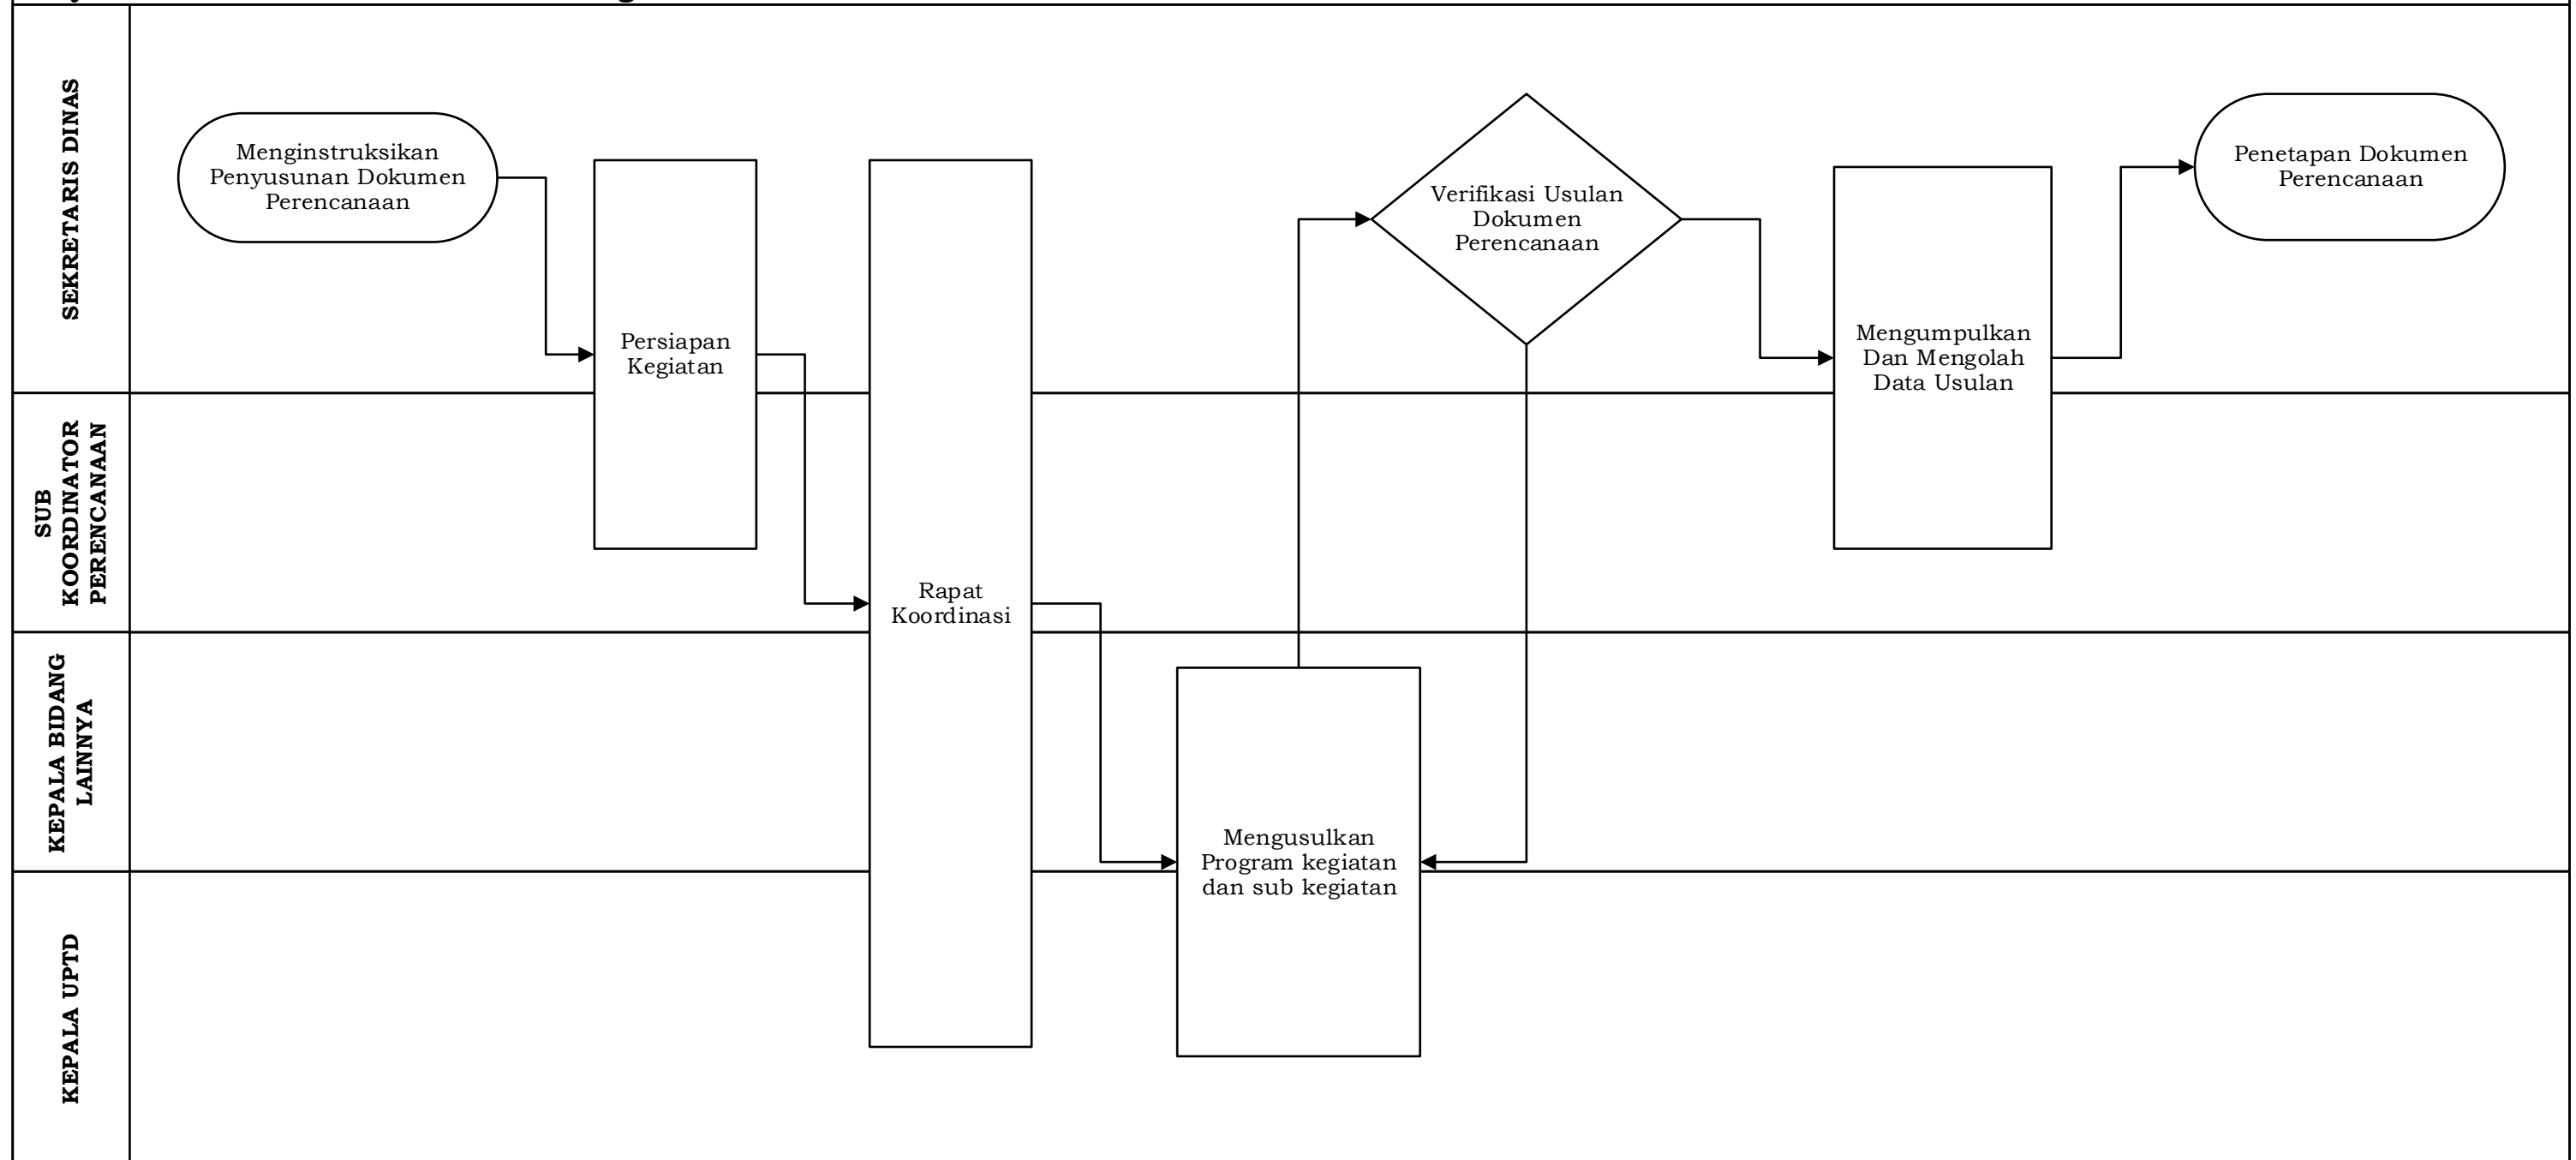 SEKRETARIS DINAS
Menginstruksikan
Penyusunan Dokumen
Perencanaan
Persiapan
Kegiatan
Verifikasi Usulan
Dokumen
Perencanaan
Mengumpulkan
Dan Mengolah
Data Usulan
Penetapan Dokumen
Perencanaan
SUB
KOORDINATOR
PERENCANAAN
Rapat
Koordinasi
KEPALA BIDANG
LAINNYA
Mengusulkan
Program kegiatan
dan sub kegiatan
KEPALA UPTD